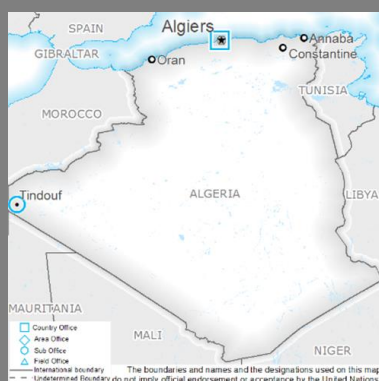 SPAIN
Algiers
Annaba
GIBRALTAR
Constantine
Oran
TUNISIA
MOROCCO
Tindouf
ALGERIA
LIBYA
MAURITANIA
Country Office
Area Office
MALI
Sub Office
NIGER
Field Office
International boundary
The boundaries and names and the designations used on this map
Undetermined Boundary
do not imply official endorsement or acceptance by the United Nations